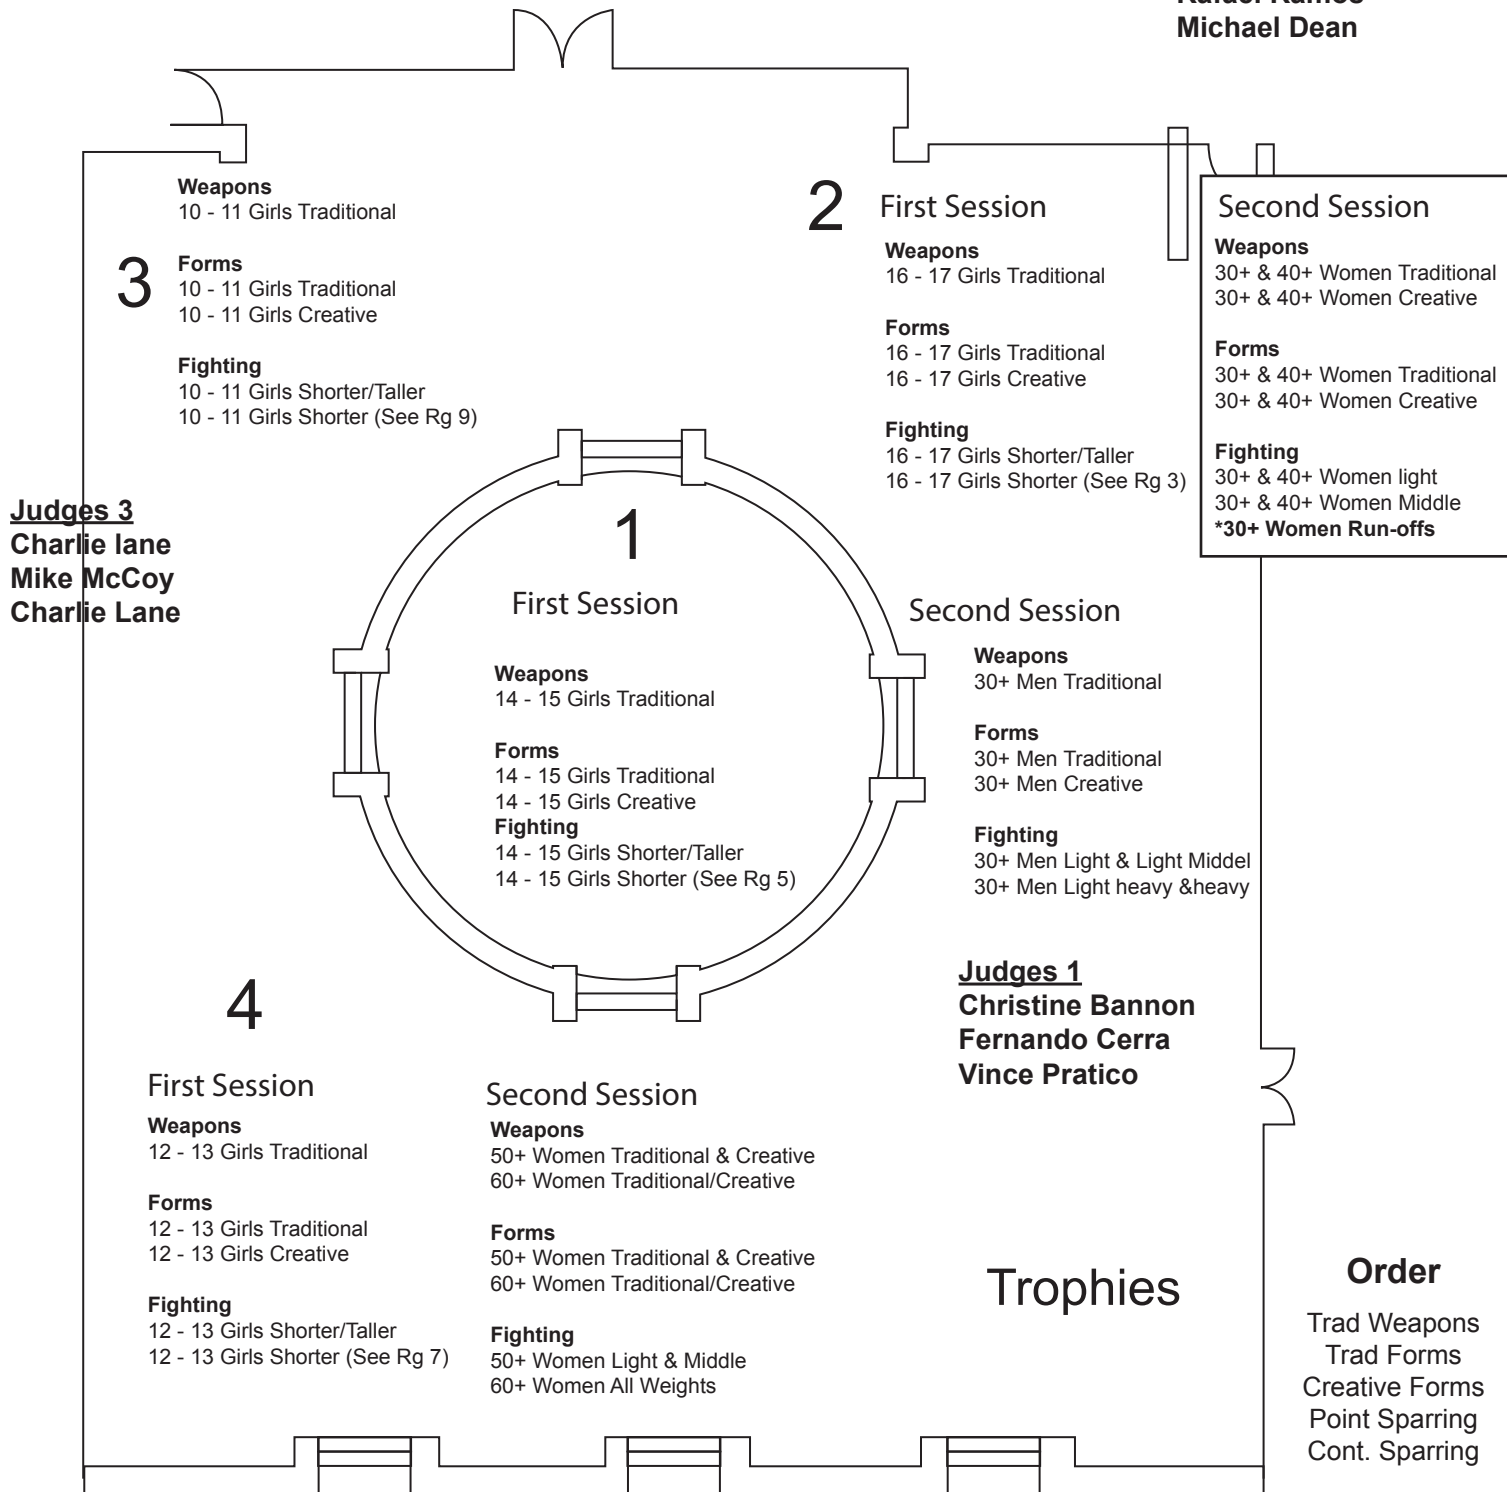 Rafael Ramos
Michael Dean
Weapons
10 - 11 Girls Traditional
3
Forms
10 - 11 Girls Traditional
10 - 11 Girls Creative
Fighting
10 - 11 Girls Shorter/Taller
10 - 11 Girls Shorter (See Rg 9)
2
First Session
Weapons
16 - 17 Girls Traditional
Forms
16 - 17 Girls Traditional
16 - 17 Girls Creative
Fighting
16 - 17 Girls Shorter/Taller
16 - 17 Girls Shorter (See Rg 3)
Second Session
Weapons
30+ & 40+ Women Traditional
30+ & 40+ Women Creative
Forms
30+ & 40+ Women Traditional
30+ & 40+ Women Creative
Fighting
30+ & 40+ Women light
30+ & 40+ Women Middle
*30+ Women Run-offs
Judges 3
Charlie lane
Mike McCoy
Charlie Lane
1
First Session
Weapons
14 - 15 Girls Traditional
Forms
14 - 15 Girls Traditional
14 - 15 Girls Creative
Fighting
14 - 15 Girls Shorter/Taller
14 - 15 Girls Shorter (See Rg 5)
Second Session
Weapons
30+ Men Traditional
Forms
30+ Men Traditional
30+ Men Creative
Fighting
30+ Men Light & Light Middel
30+ Men Light heavy &heavy
Judges 1
Christine Bannon
Fernando Cerra
Vince Pratico
4
First Session
Weapons
12 - 13 Girls Traditional
Forms
12 - 13 Girls Traditional
12 - 13 Girls Creative
Fighting
12 - 13 Girls Shorter/Taller
12 - 13 Girls Shorter (See Rg 7)
Second Session
Weapons
50+ Women Traditional & Creative
60+ Women Traditional/Creative
Forms
50+ Women Traditional & Creative
60+ Women Traditional/Creative
Fighting
50+ Women Light & Middle
60+ Women All Weights
Trophies
Order
Trad Weapons
Trad Forms
Creative Forms
Point Sparring
Cont. Sparring